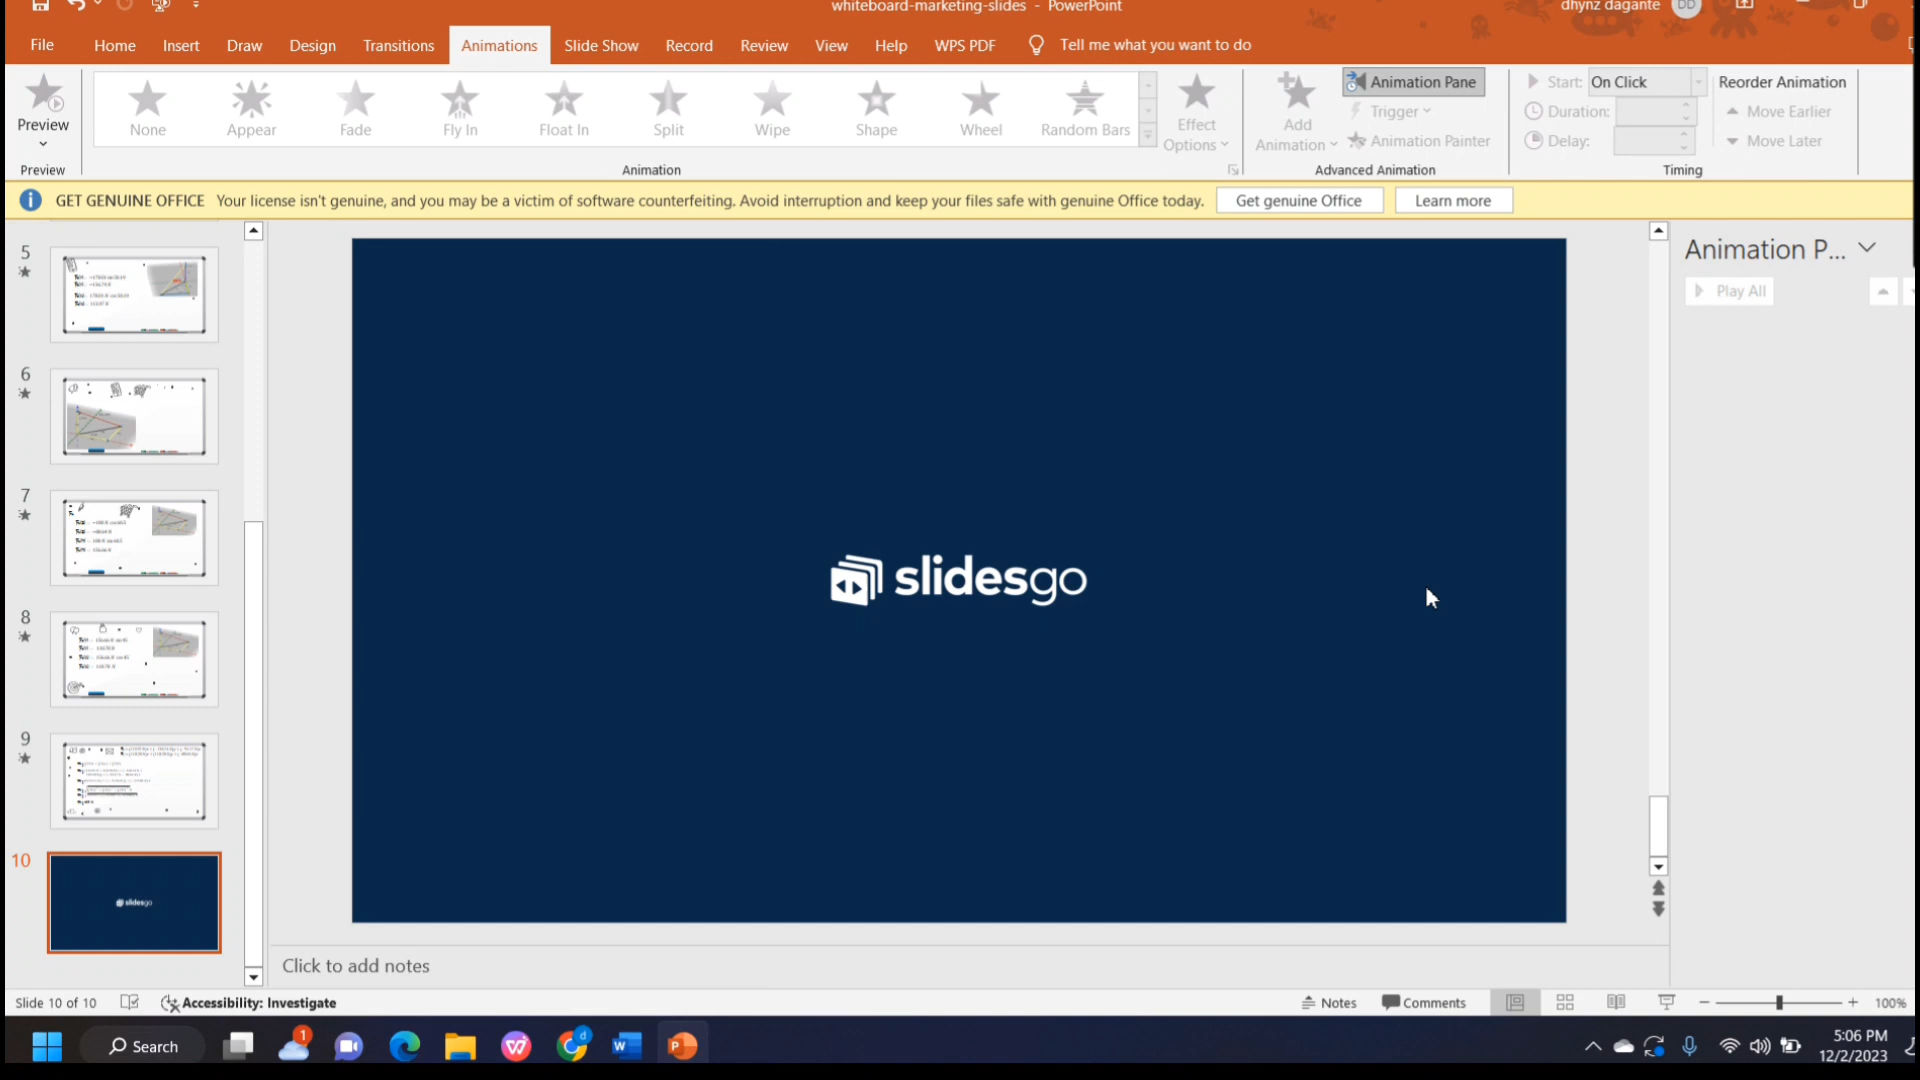 whiteboard-marketing-slides - PowerPoint
dhynz dagante
DD
File Home Insert Draw Design Transitions Animations Slide Show Record Review View Help WPS PDF Tell me what you want to do
Preview
None Appear Fade Fly In Float In Split Wipe Shape Wheel Random Bars
Effect Options
Add Animation
Animation Pane
Trigger
Animation Painter
Start: On Click
Duration:
Delay:
Reorder Animation
Move Earlier
Move Later
Preview Animation Advanced Animation Timing
GET GENUINE OFFICE Your license isn't genuine, and you may be a victim of software counterfeiting. Avoid interruption and keep your files safe with genuine Office today. Get genuine Office Learn more
5
6
7
8
9
10
slidesgo
slidesgo
Animation P...
Play All
Click to add notes
Slide 10 of 10 Accessibility: Investigate Notes Comments 100%
Search
1
d
5:06 PM
12/2/2023